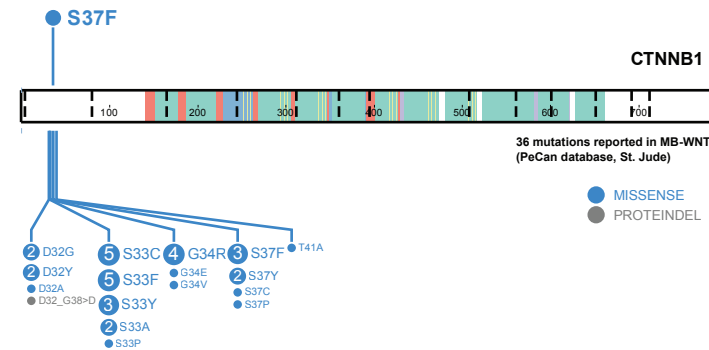 S37F
CTNNB1
100 200 300 400 500 600 700
36 mutations reported in MB-WNT
(PeCan database, St. Jude)
MISSENSE
PROTEINDEL
2 D32G
2 D32Y
D32A
D32_G38>D
5 S33C
5 S33F
3 S33Y
2 S33A
S33P
4 G34R
G34E
G34V
3 S37F
2 S37Y
S37C
S37P
T41A